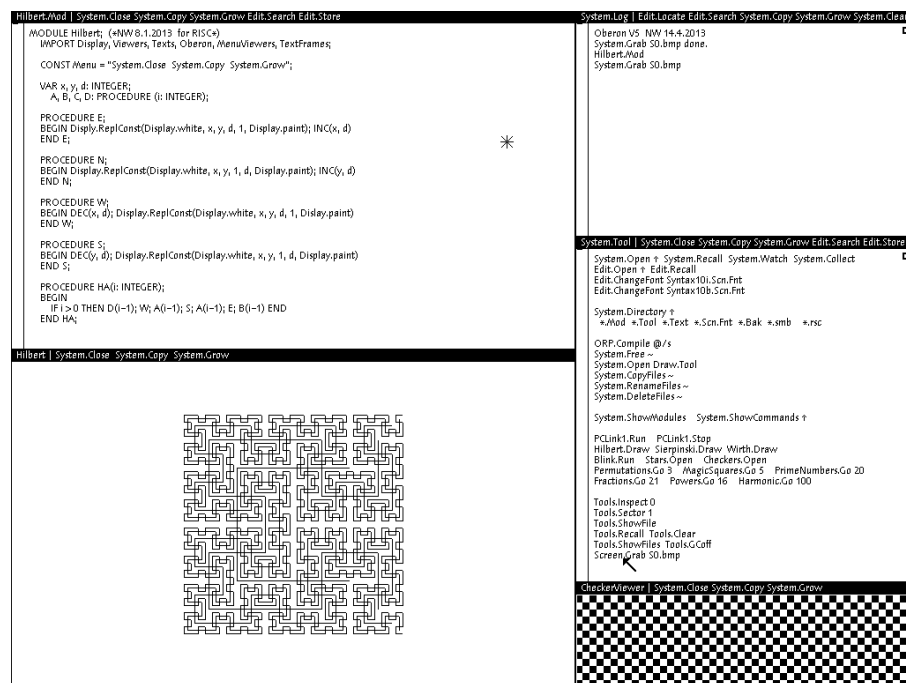 Hilbert.Mod | System.Close System.Copy System.Grow Edit.Search Edit.Store
MODULE Hilbert; (*NW 8.1.2013 for RISC*)
IMPORT Display, Viewers, Texts, Oberon, MenuViewers, TextFrames;
CONST Menu = "System.Close System.Copy System.Grow";
VAR x, y, d: INTEGER;
A, B, C, D: PROCEDURE (i: INTEGER);
PROCEDURE E;
BEGIN Disply.ReplConst(Display.white, x, y, d, 1, Display.paint); INC(x, d)
END E;
PROCEDURE N;
BEGIN Display.ReplConst(Display.white, x, y, 1, d, Display.paint); INC(y, d)
END N;
PROCEDURE W;
BEGIN DEC(x, d); Display.ReplConst(Display.white, x, y, d, 1, Dislay.paint)
END W;
PROCEDURE S;
BEGIN DEC(y, d); Display.ReplConst(Display.white, x, y, 1, d, Display.paint)
END S;
PROCEDURE HA(i: INTEGER);
BEGIN
IF i > 0 THEN D(i-1); W; A(i-1); S; A(i-1); E; B(i-1) END
END HA;
Hilbert | System.Close System.Copy System.Grow
System.Log | Edit.Locate Edit.Search System.Copy System.Grow System.Clear
Oberon V5 NW 14.4.2013
System.Grab S0.bmp done.
Hilbert.Mod
System.Grab S0.bmp
System.Tool | System.Close System.Copy System.Grow Edit.Search Edit.Store
System.Open ↑ System.Recall System.Watch System.Collect
Edit.Open ↑ Edit.Recall
Edit.ChangeFont Syntax10i.Scn.Fnt
Edit.ChangeFont Syntax10b.Scn.Fnt
System.Directory ↑
*.Mod *.Tool *.Text *.Scn.Fnt *.Bak *.smb *.rsc
ORP.Compile @/s
System.Free ~
System.Open Draw.Tool
System.CopyFiles ~
System.RenameFiles ~
System.DeleteFiles ~
System.ShowModules System.ShowCommands ↑
PCLink1.Run PCLink1.Stop
Hilbert.Draw Sierpinski.Draw Wirth.Draw
Blink.Run Stars.Open Checkers.Open
Permutations.Go 3 MagicSquares.Go 5 PrimeNumbers.Go 20
Fractions.Go 21 Powers.Go 16 Harmonic.Go 100
Tools.Inspect 0
Tools.Sector 1
Tools.ShowFile
Tools.Recall Tools.Clear
Tools.ShowFiles Tools.GCoff
Screen.Grab S0.bmp
CheckerViewer | System.Close System.Copy System.Grow